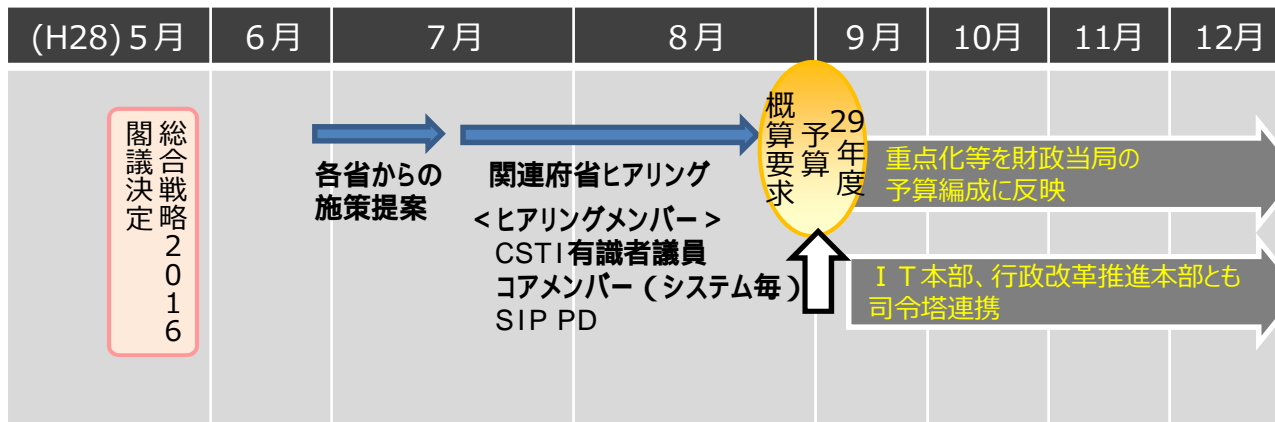 (H28)５月
６月
７月
８月
９月
10月
11月
12月
総合戦略２０１６
閣議決定
各省からの
施策提案
関連府省ヒアリング
<ヒアリングメンバー>
CSTI有識者議員
コアメンバー（システム毎）
SIP PD
29年度
予算
概算要求
重点化等を財政当局の
予算編成に反映
ＩＴ本部、行政改革推進本部とも
司令塔連携